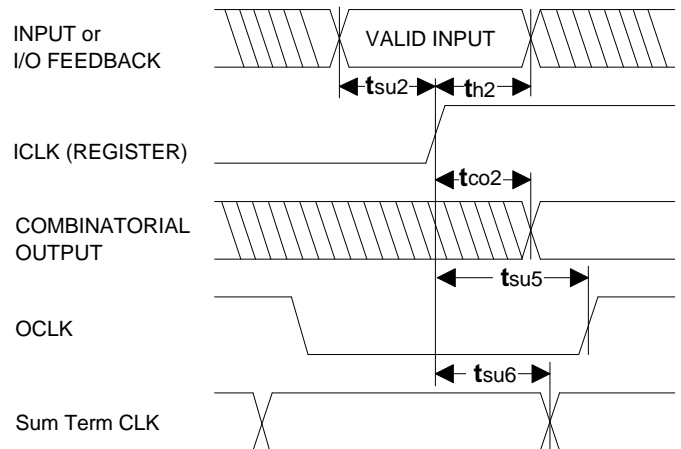 INPUT or
I/O FEEDBACK
VALID INPUT
tsu2
th2
ICLK (REGISTER)
tco2
COMBINATORIAL
OUTPUT
tsu5
OCLK
tsu6
Sum Term CLK